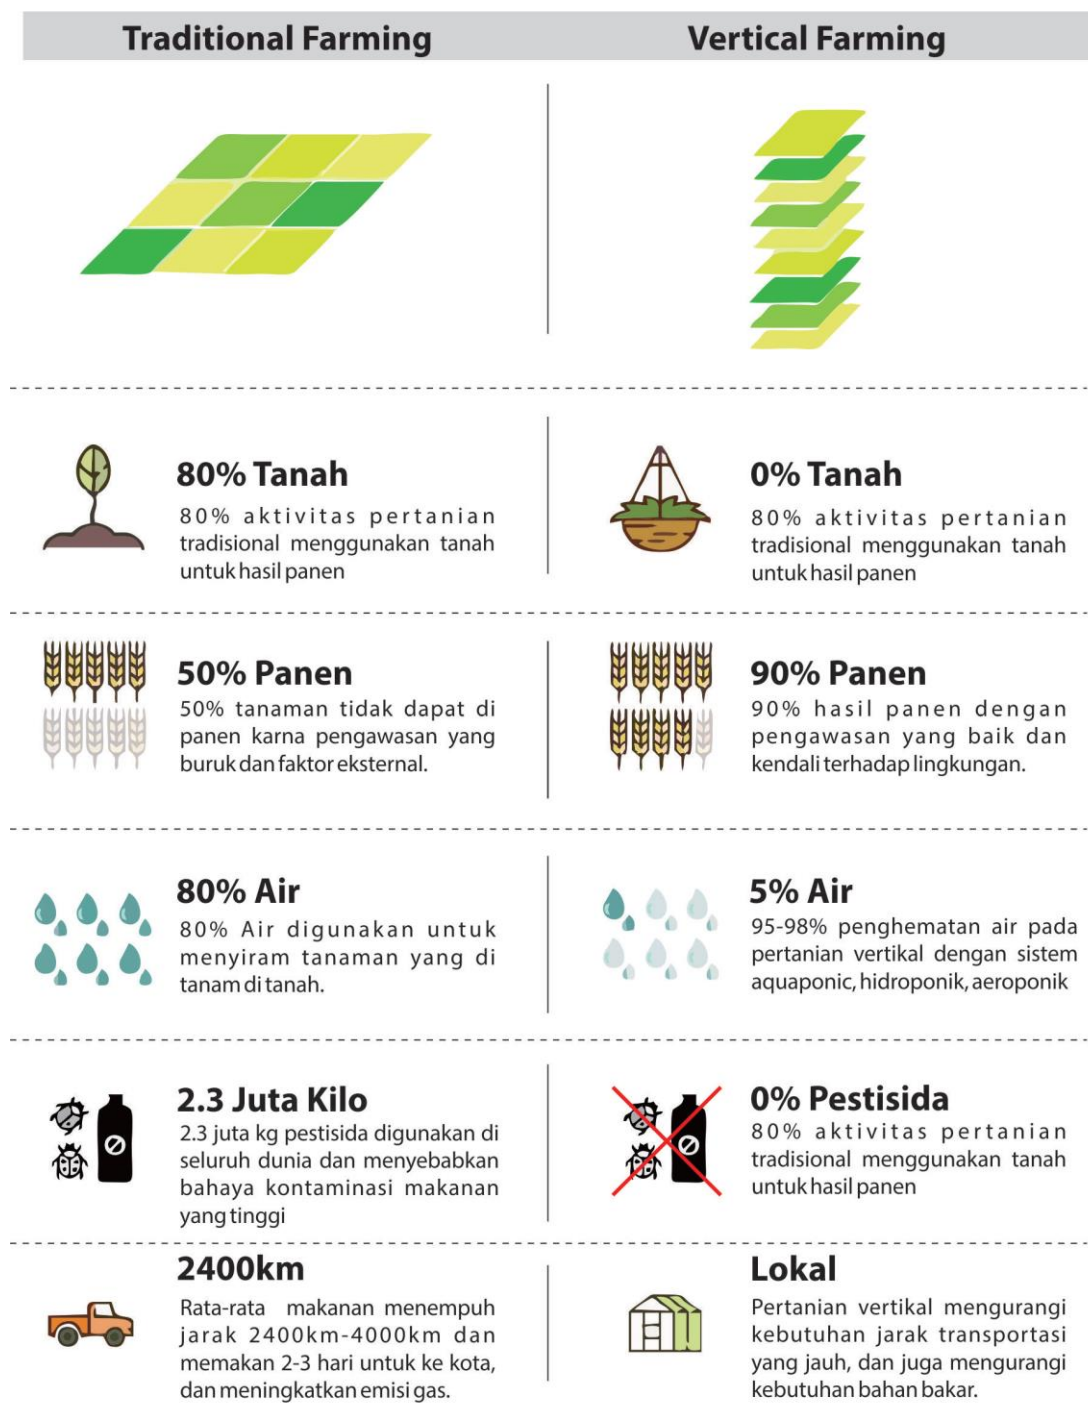 Traditional Farming
Vertical Farming
80% Tanah
80% aktivitas pertanian
tradisional menggunakan tanah
untuk hasil panen
0% Tanah
80% aktivitas pertanian
tradisional menggunakan tanah
untuk hasil panen
50% Panen
50% tanaman tidak dapat di
panen karna pengawasan yang
buruk dan faktor eksternal.
90% Panen
90% hasil panen dengan
pengawasan yang baik dan
kendali terhadap lingkungan.
80% Air
80% Air digunakan untuk
menyiram tanaman yang di
tanam di tanah.
5% Air
95-98% penghematan air pada
pertanian vertikal dengan sistem
aquaponic, hidroponik, aeroponik
2.3 Juta Kilo
2.3 juta kg pestisida digunakan di
seluruh dunia dan menyebabkan
bahaya kontaminasi makanan
yang tinggi
0% Pestisida
80% aktivitas pertanian
tradisional menggunakan tanah
untuk hasil panen
2400km
Rata-rata makanan menempuh
jarak 2400km-4000km dan
memakan 2-3 hari untuk ke kota,
dan meningkatkan emisi gas.
Lokal
Pertanian vertikal mengurangi
kebutuhan jarak transportasi
yang jauh, dan juga mengurangi
kebutuhan bahan bakar.